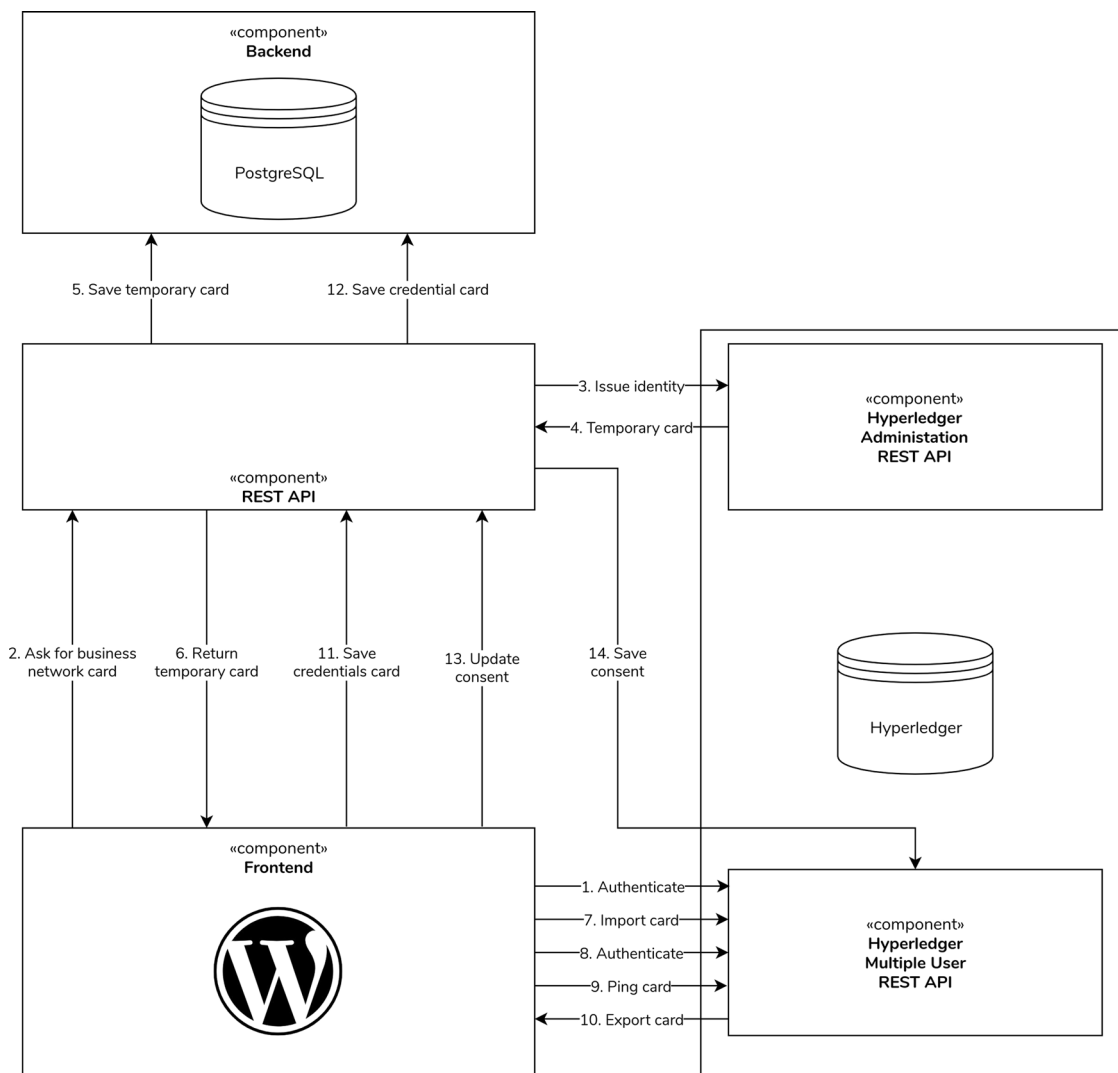 «component»
Backend
PostgreSQL
5. Save temporary card
12. Save credential card
3. Issue identity
4. Temporary card
«component»
Hyperledger
Administation
REST API
«component»
REST API
2. Ask for business
network card
6. Return
temporary card
11. Save
credentials card
13. Update
consent
14. Save
consent
Hyperledger
«component»
Frontend
W
1. Authenticate
7. Import card
8. Authenticate
9. Ping card
10. Export card
«component»
Hyperledger
Multiple User
REST API